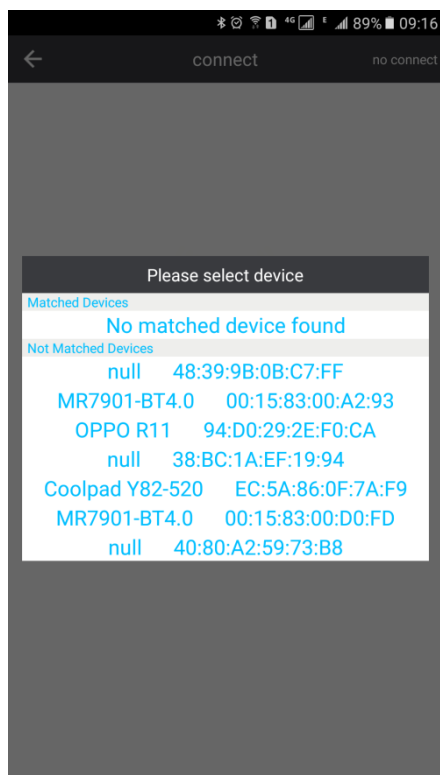 1 4G E 89% 09:16
connect no connect
Please select device
Matched Devices
No matched device found
Not Matched Devices
null 48:39:9B:0B:C7:FF
MR7901-BT4.0 00:15:83:00:A2:93
OPPO R11 94:D0:29:2E:F0:CA
null 38:BC:1A:EF:19:94
Coolpad Y82-520 EC:5A:86:0F:7A:F9
MR7901-BT4.0 00:15:83:00:D0:FD
null 40:80:A2:59:73:B8